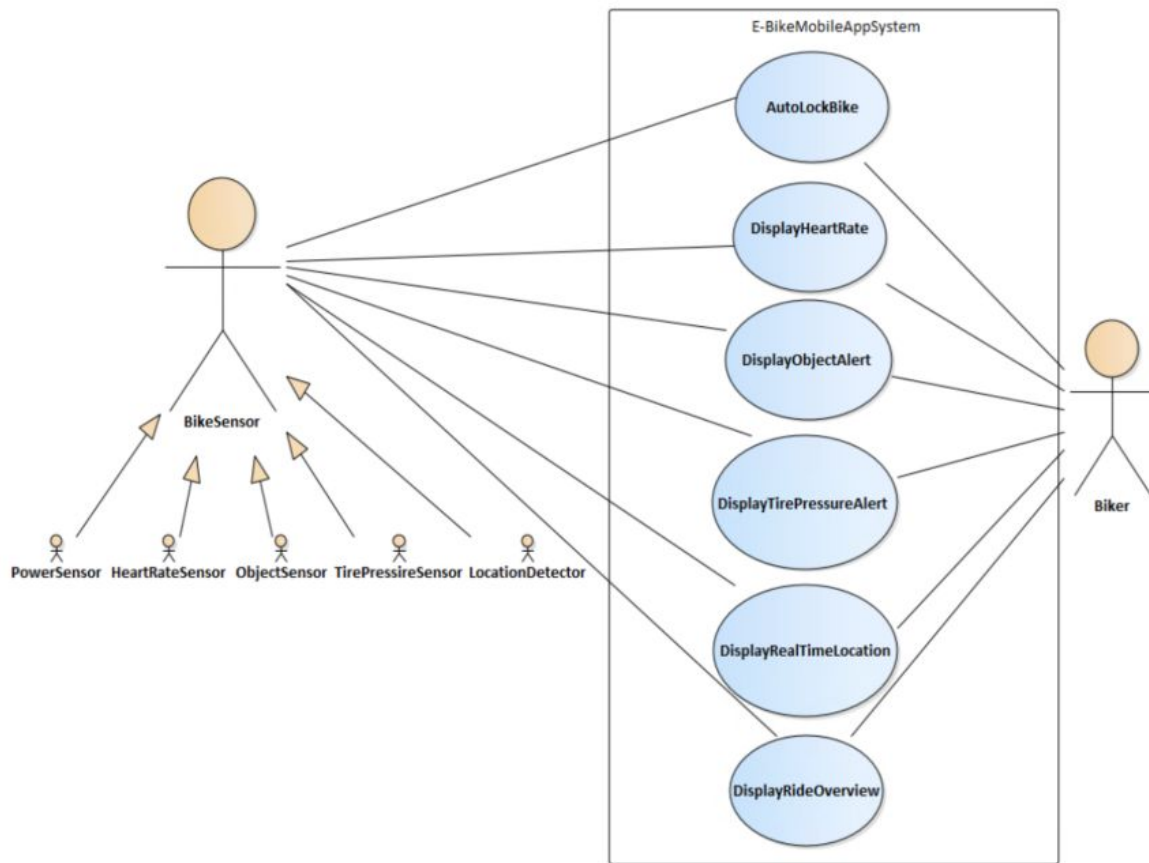 E-BikeMobileAppSystem
AutoLockBike
DisplayHeartRate
DisplayObjectAlert
BikeSensor
DisplayTirePressureAlert
Biker
PowerSensor
HeartRateSensor
ObjectSensor
TirePressireSensor
LocationDetector
DisplayRealTimeLocation
DisplayRideOverview